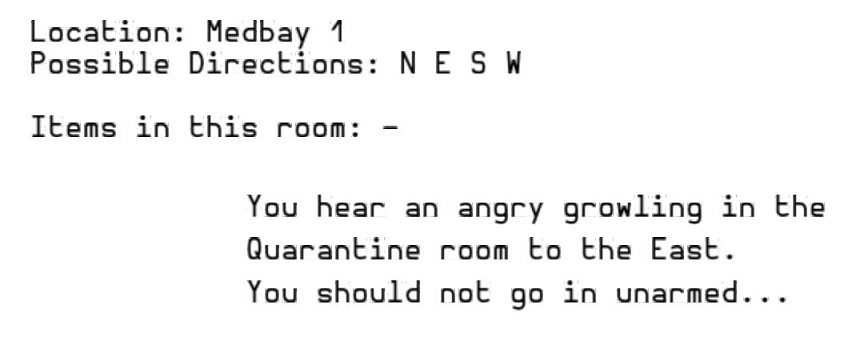 Location: Medbay 1
Possible Directions: N E S W
Items in this room: -
You hear an angry growling in the
Quarantine room to the East.
You should not go in unarmed...